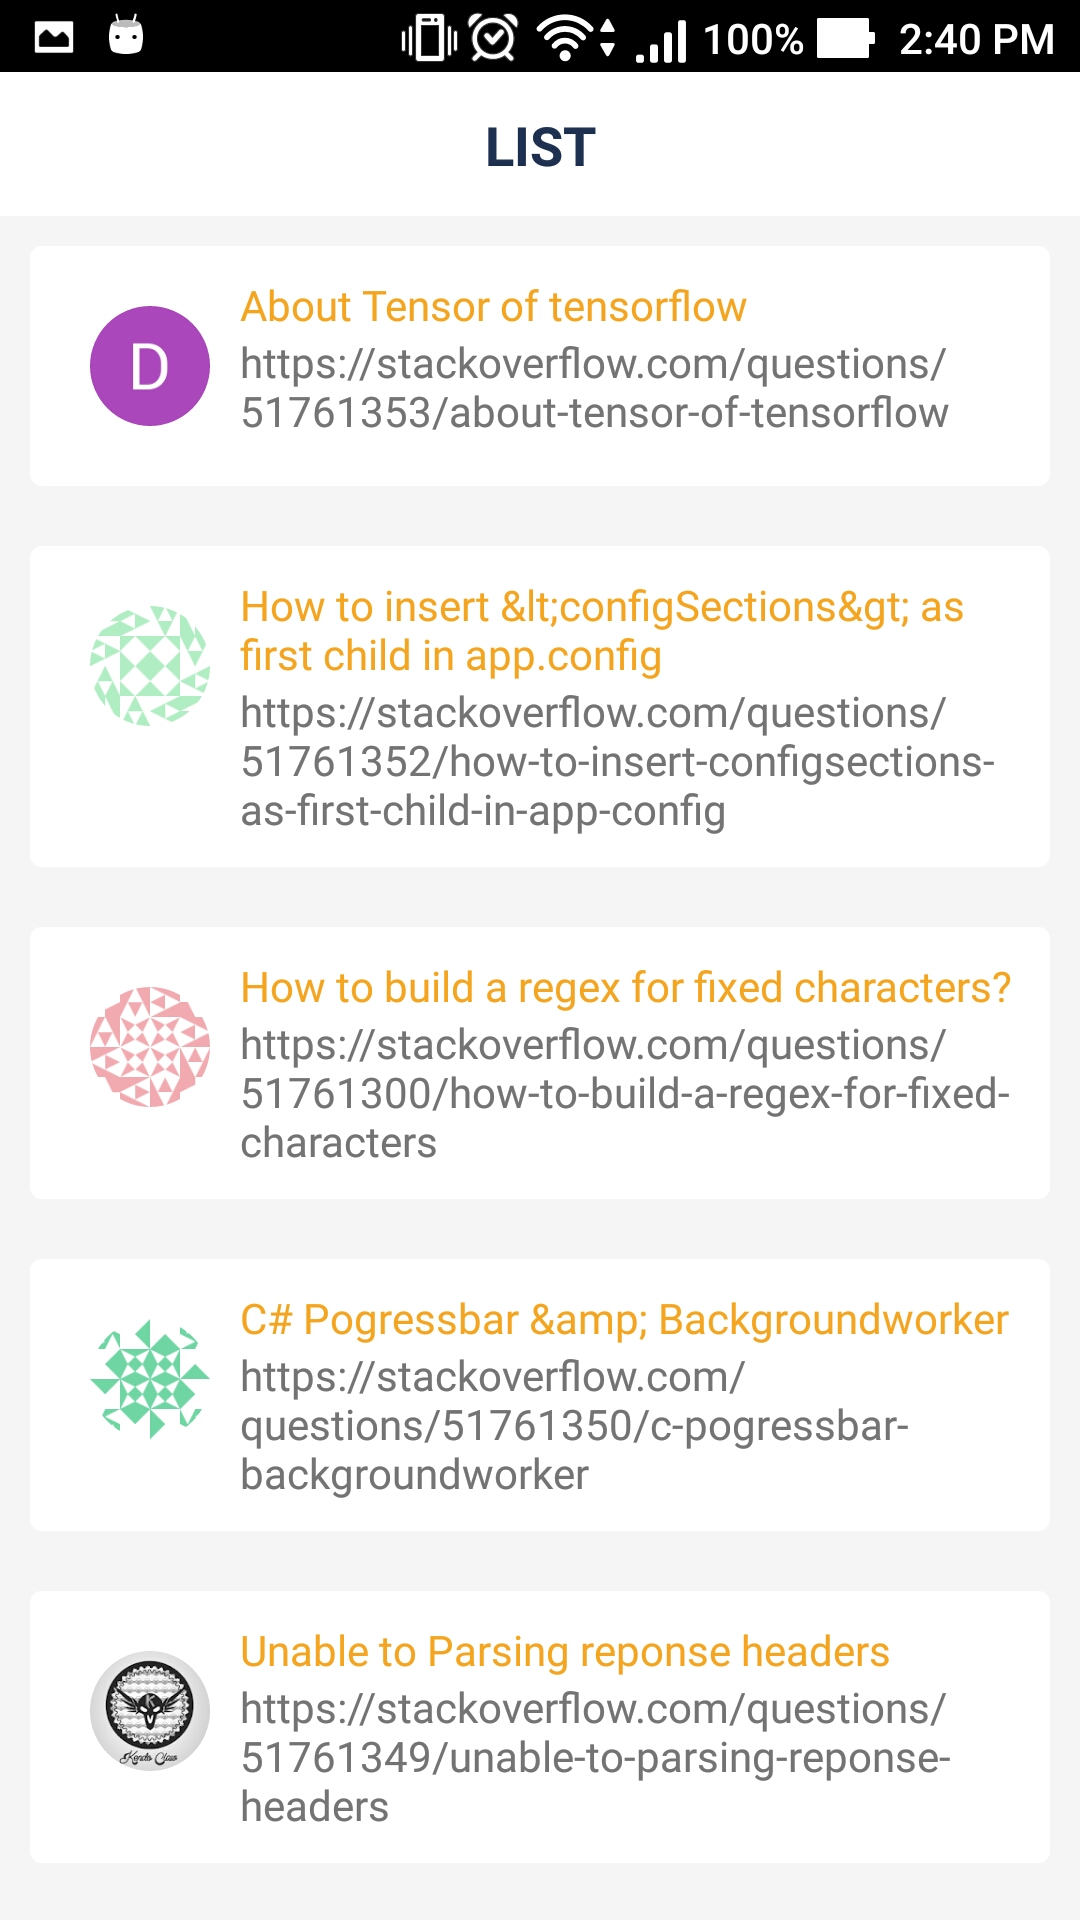 100% 2:40 PM
LIST
D
About Tensor of tensorflow
https://stackoverflow.com/questions/
51761353/about-tensor-of-tensorflow
How to insert &lt;configSections&gt; as
first child in app.config
https://stackoverflow.com/questions/
51761352/how-to-insert-configsections-
as-first-child-in-app-config
How to build a regex for fixed characters?
https://stackoverflow.com/questions/
51761300/how-to-build-a-regex-for-fixed-
characters
C# Pogressbar &amp; Backgroundworker
https://stackoverflow.com/
questions/51761350/c-pogressbar-
backgroundworker
Unable to Parsing reponse headers
https://stackoverflow.com/questions/
51761349/unable-to-parsing-reponse-
headers